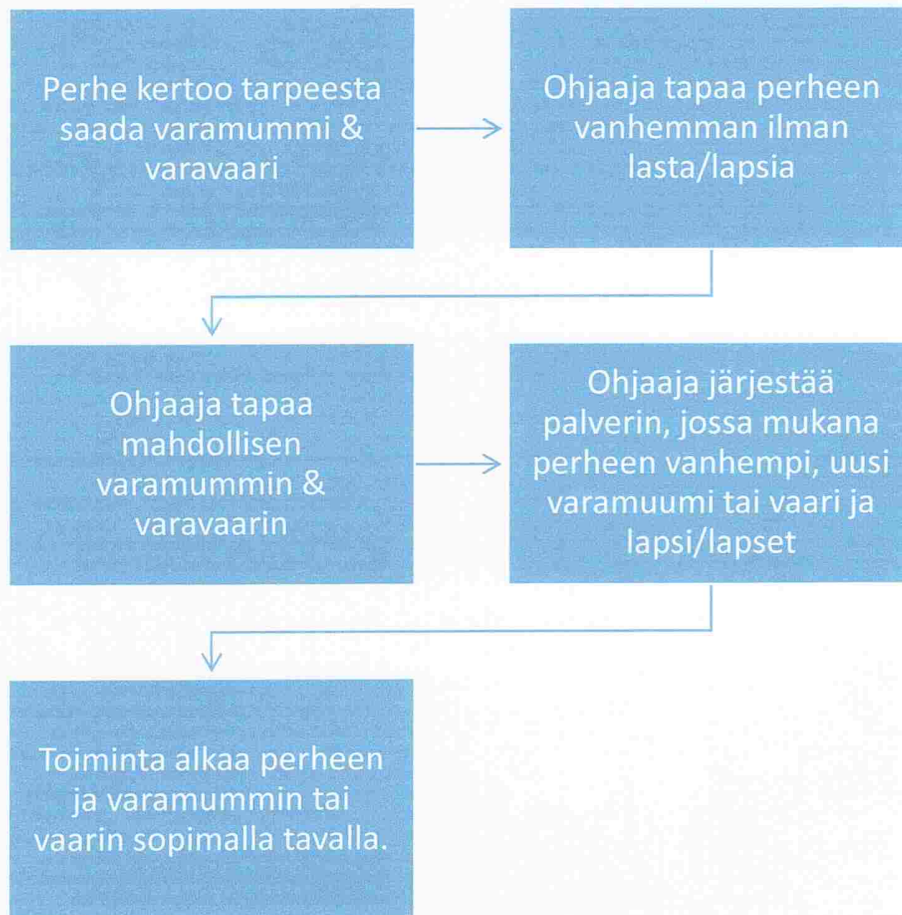 Perhe kertoo tarpeesta
saada varamummi &
varavaari
Ohjaaja tapaa perheen
vanhemman ilman
lasta/lapsia
Ohjaaja tapaa
mahdollisen
varamummin &
varavaarin
Ohjaaja järjestää
palverin, jossa mukana
perheen vanhempi, uusi
varamuumi tai vaari ja
lapsi/lapset
Toiminta alkaa perheen
ja varamummin tai
vaarin sopimalla tavalla.